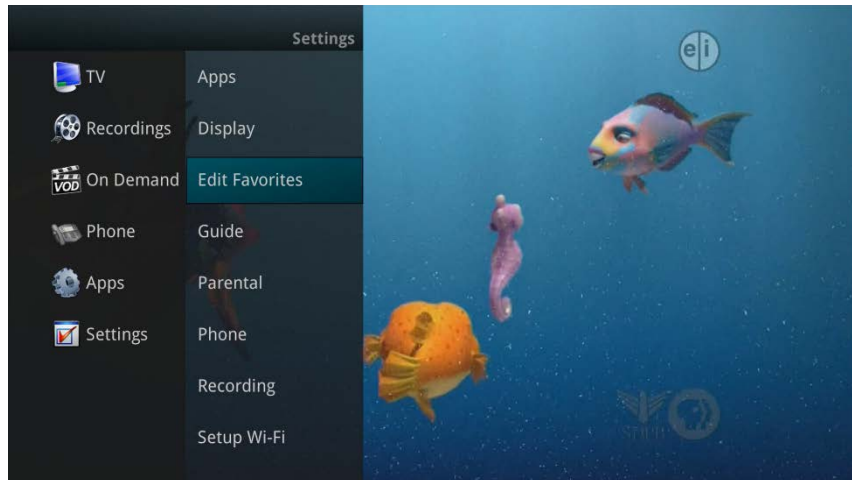 Settings
TV
Recordings
VOD
On Demand
Phone
Apps
Settings
Apps
Display
Edit Favorites
Guide
Parental
Phone
Recording
Setup Wi-Fi
e|i